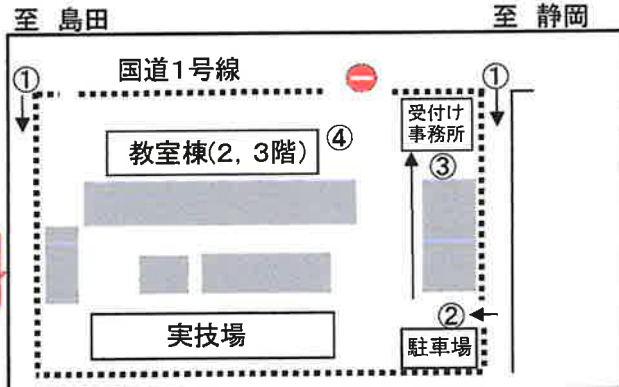 至 島田
至 静岡
国道1号線
①
①
受付け
事務所
教室棟(2, 3階)
④
③
②
実技場
駐車場